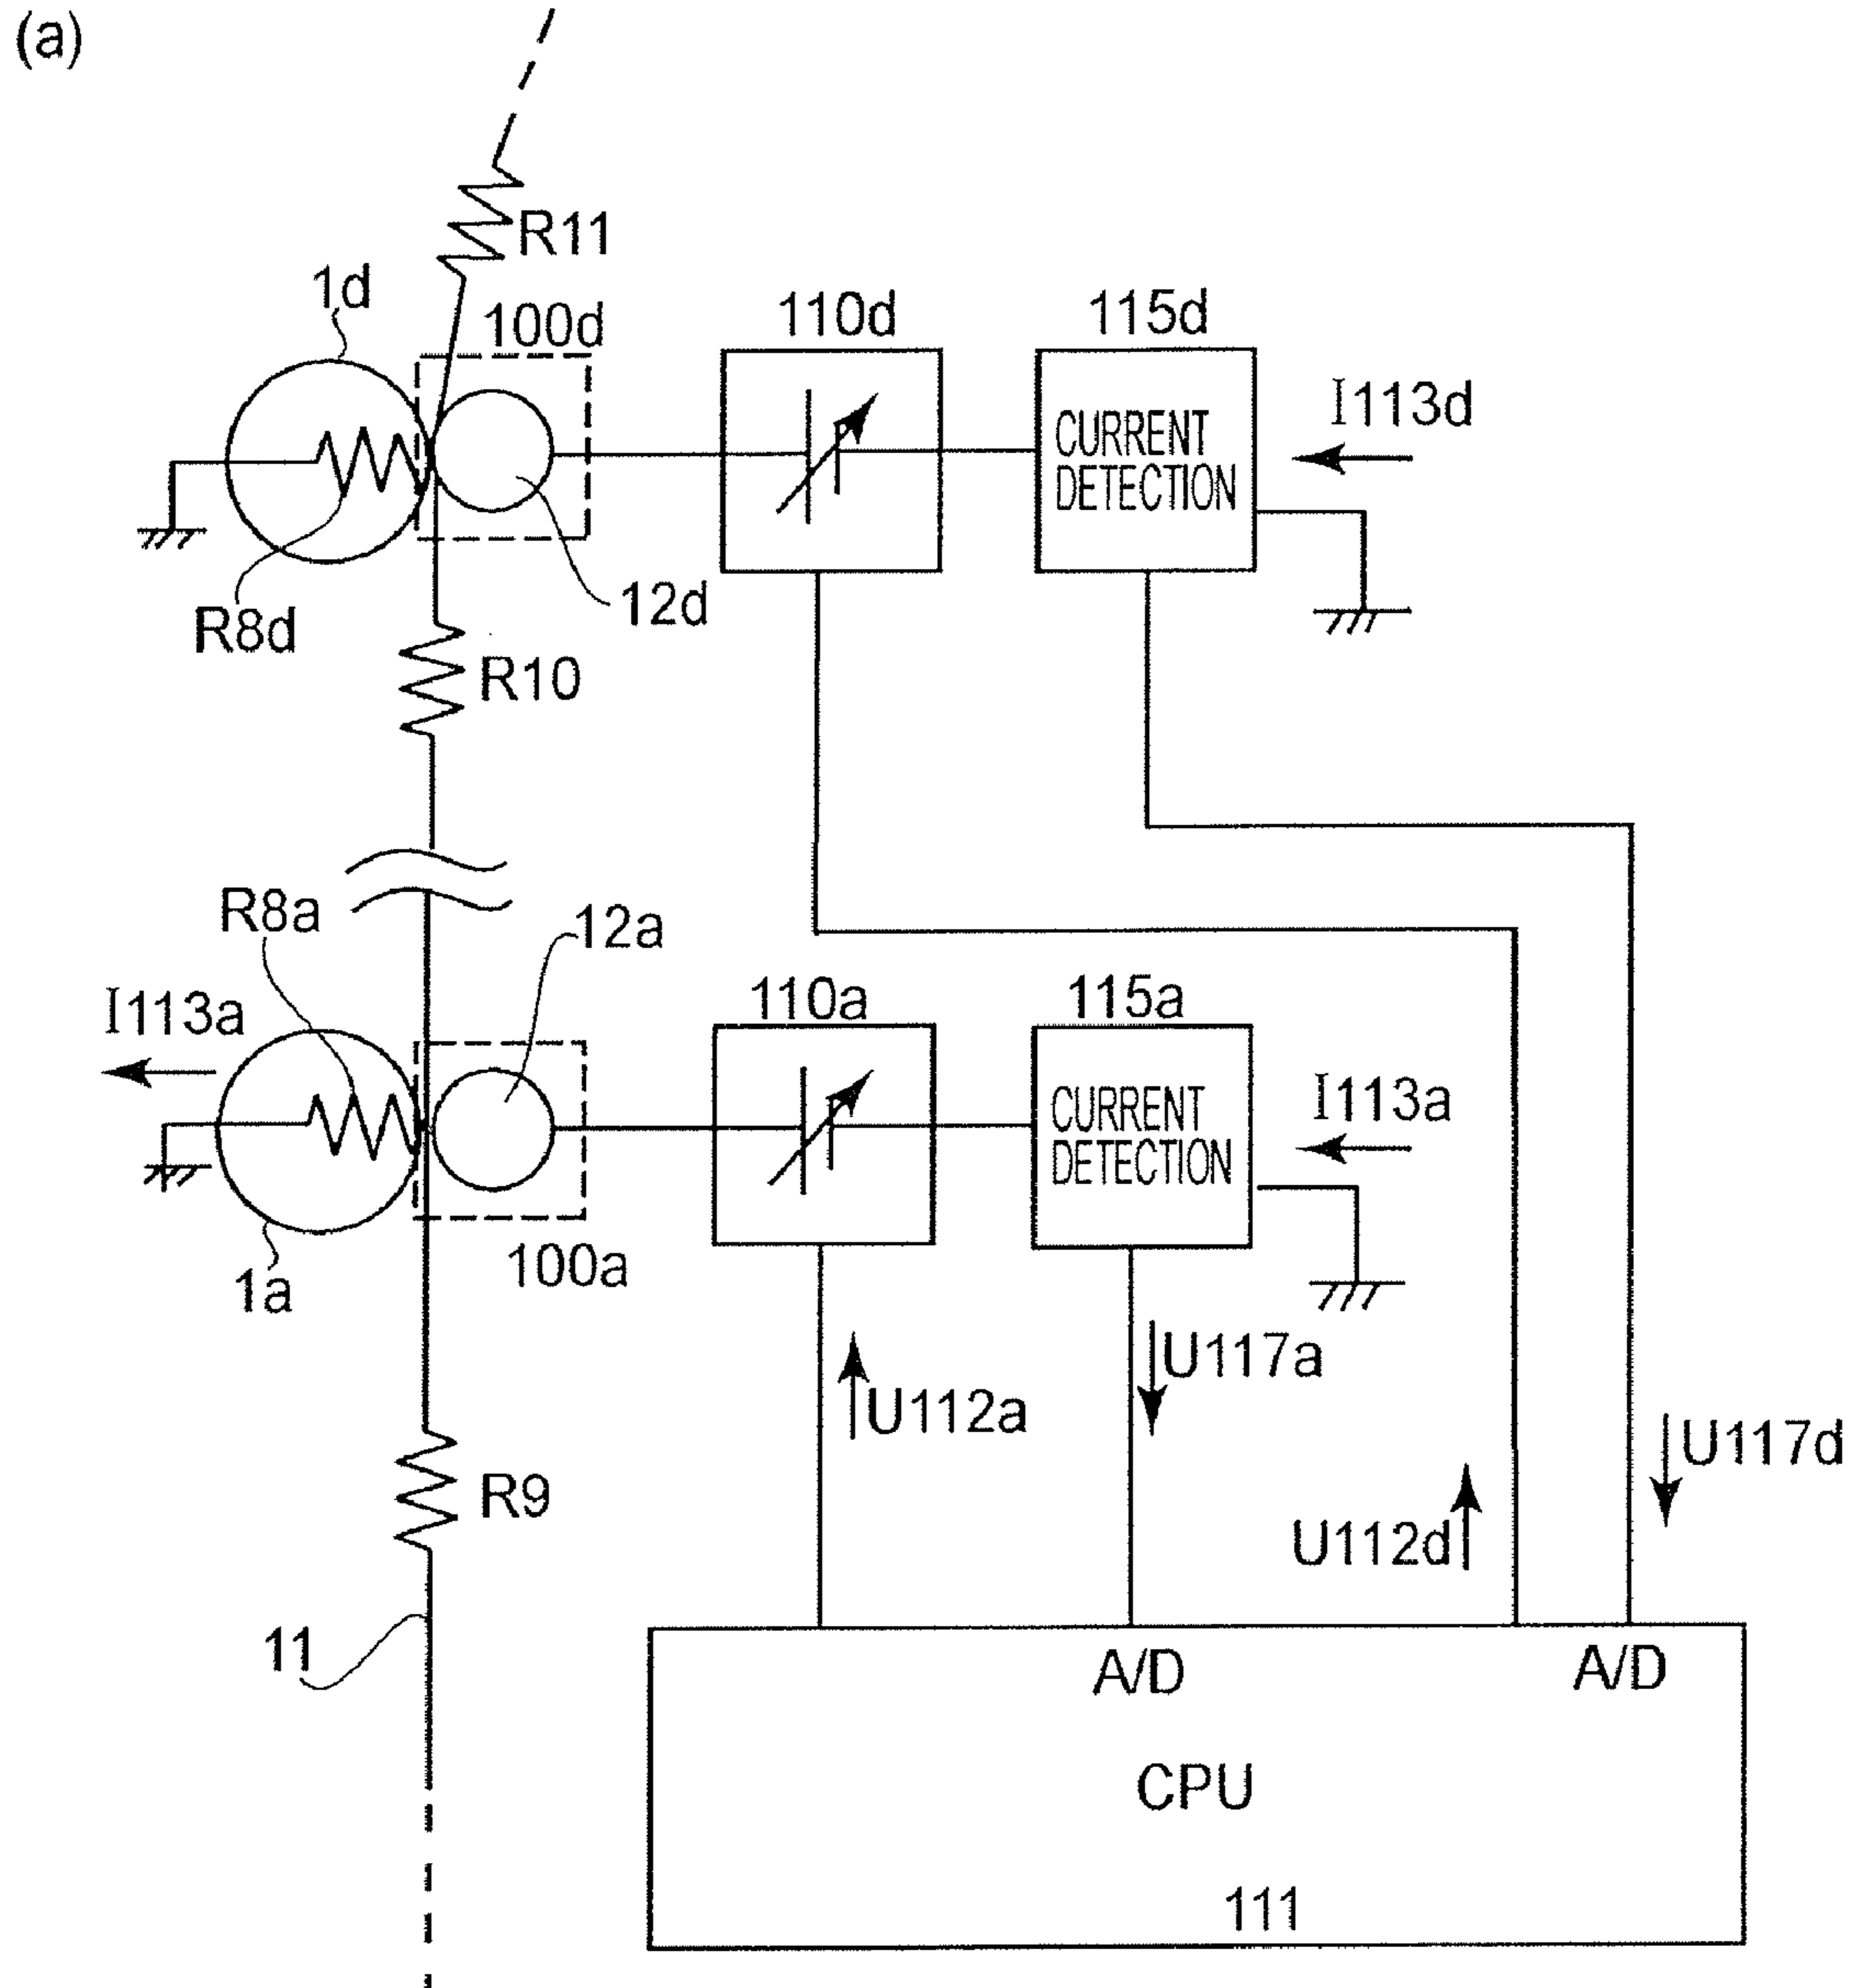 (a)
R11
1d
100d
110d
115d
CURRENT
DETECTION
I113d
R8d
12d
R10
R8a
12a
I113a
110a
115a
CURRENT
DETECTION
I113a
1a
100a
U117a
U112a
R9
U117d
U112d
11
A/D
A/D
CPU
111